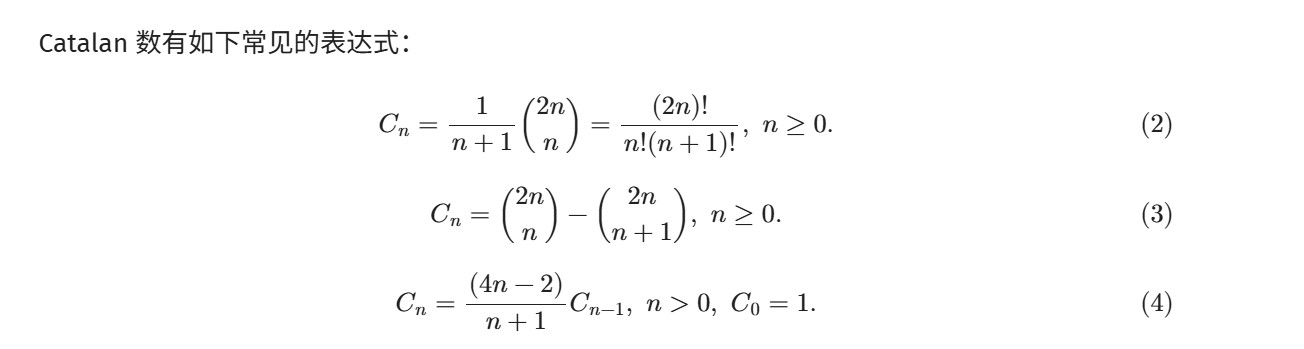 Catalan 数有如下常见的表达式：
$C_n = \frac{1}{n+1}\binom{2n}{n} = \frac{(2n)!}{n!(n+1)!},\ n \geq 0.$ (2)
$C_n = \binom{2n}{n} - \binom{2n}{n+1},\ n \geq 0.$ (3)
$C_n = \frac{(4n-2)}{n+1}C_{n-1},\ n > 0,\ C_0 = 1.$ (4)